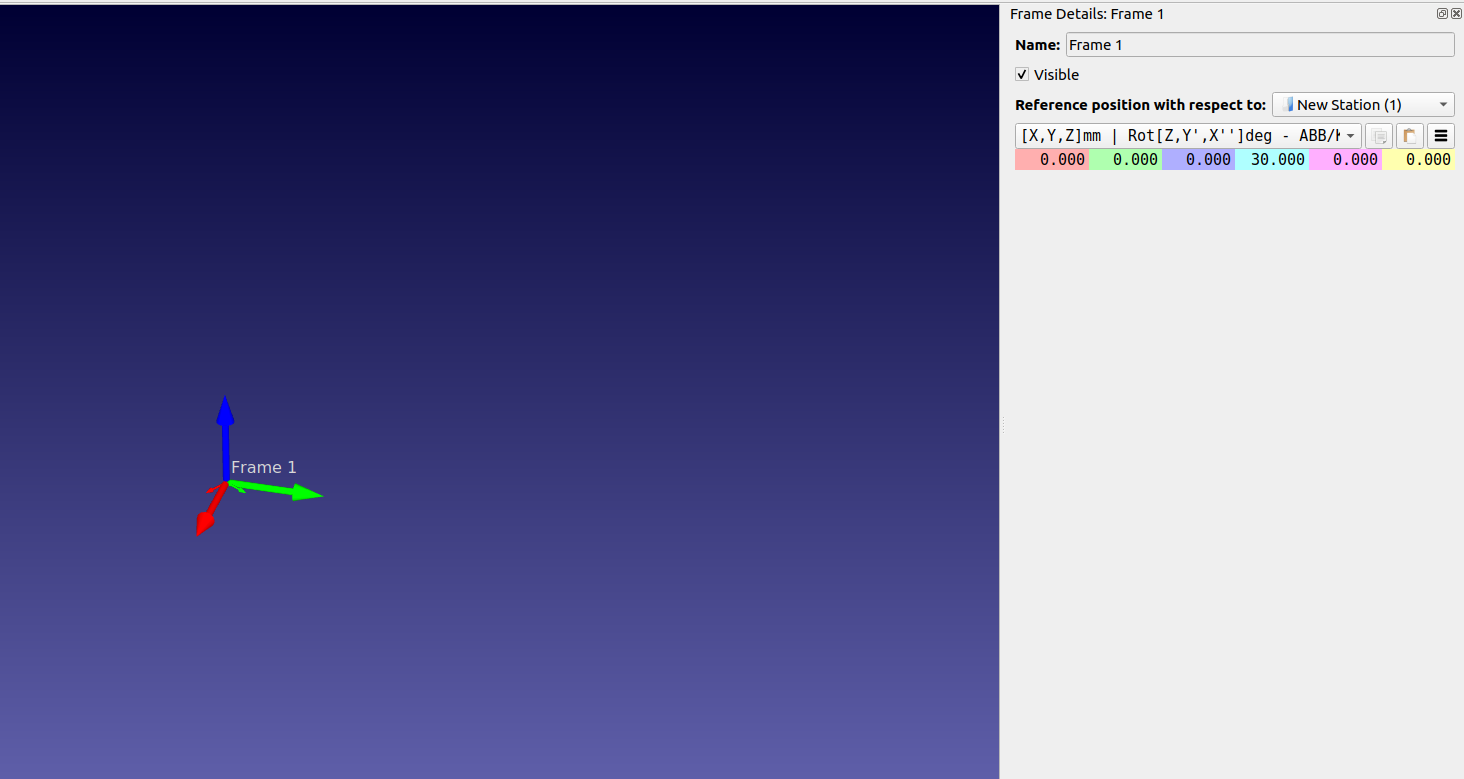 Frame Details: Frame 1
Name: Frame 1
Visible
Reference position with respect to: New Station (1)
[X,Y,Z]mm | Rot[Z,Y',X'']deg - ABB/
0.000 0.000 0.000 30.000 0.000 0.000
Frame 1